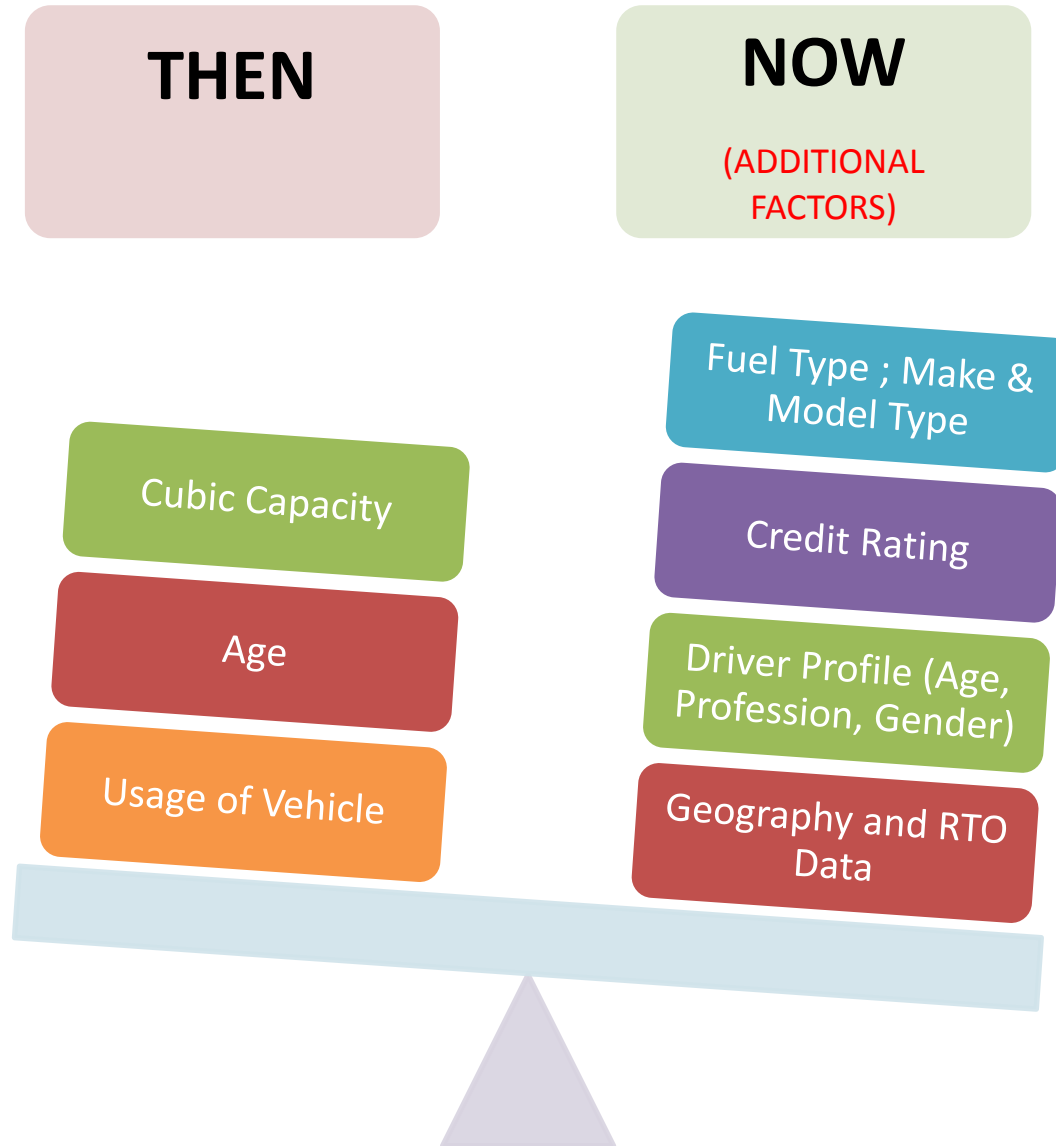 THEN
NOW
(ADDITIONAL
FACTORS)
Cubic Capacity
Age
Usage of Vehicle
Fuel Type ; Make &
Model Type
Credit Rating
Driver Profile (Age,
Profession, Gender)
Geography and RTO
Data